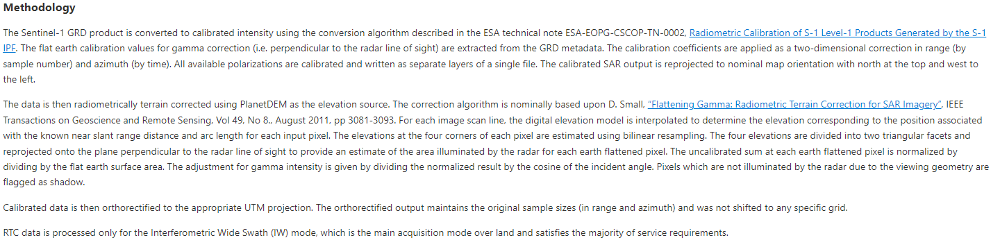 Methodology
The Sentinel-1 GRD product is converted to calibrated intensity using the conversion algorithm described in the ESA technical note ESA-EOPG-CSCOP-TN-0002, Radiometric Calibration of S-1 Level-1 Products Generated by the S-1
IPF. The flat earth calibration values for gamma correction (i.e. perpendicular to the radar line of sight) are extracted from the GRD metadata. The calibration coefficients are applied as a two-dimensional correction in range (by
sample number) and azimuth (by time). All available polarizations are calibrated and written as separate layers of a single file. The calibrated SAR output is reprojected to nominal map orientation with north at the top and west to
the left.
The data is then radiometrically terrain corrected using PlanetDEM as the elevation source. The correction algorithm is nominally based upon D. Small, “Flattening Gamma: Radiometric Terrain Correction for SAR Imagery”, IEEE
Transactions on Geoscience and Remote Sensing, Vol 49, No 8., August 2011, pp 3081-3093. For each image scan line, the digital elevation model is interpolated to determine the elevation corresponding to the position associated
with the known near slant range distance and arc length for each input pixel. The elevations at the four corners of each pixel are estimated using bilinear resampling. The four elevations are divided into two triangular facets and
reprojected onto the plane perpendicular to the radar line of sight to provide an estimate of the area illuminated by the radar for each earth flattened pixel. The uncalibrated sum at each earth flattened pixel is normalized by
dividing by the flat earth surface area. The adjustment for gamma intensity is given by dividing the normalized result by the cosine of the incident angle. Pixels which are not illuminated by the radar due to the viewing geometry are
flagged as shadow.
Calibrated data is then orthorectified to the appropriate UTM projection. The orthorectified output maintains the original sample sizes (in range and azimuth) and was not shifted to any specific grid.
RTC data is processed only for the Interferometric Wide Swath (IW) mode, which is the main acquisition mode over land and satisfies the majority of service requirements.